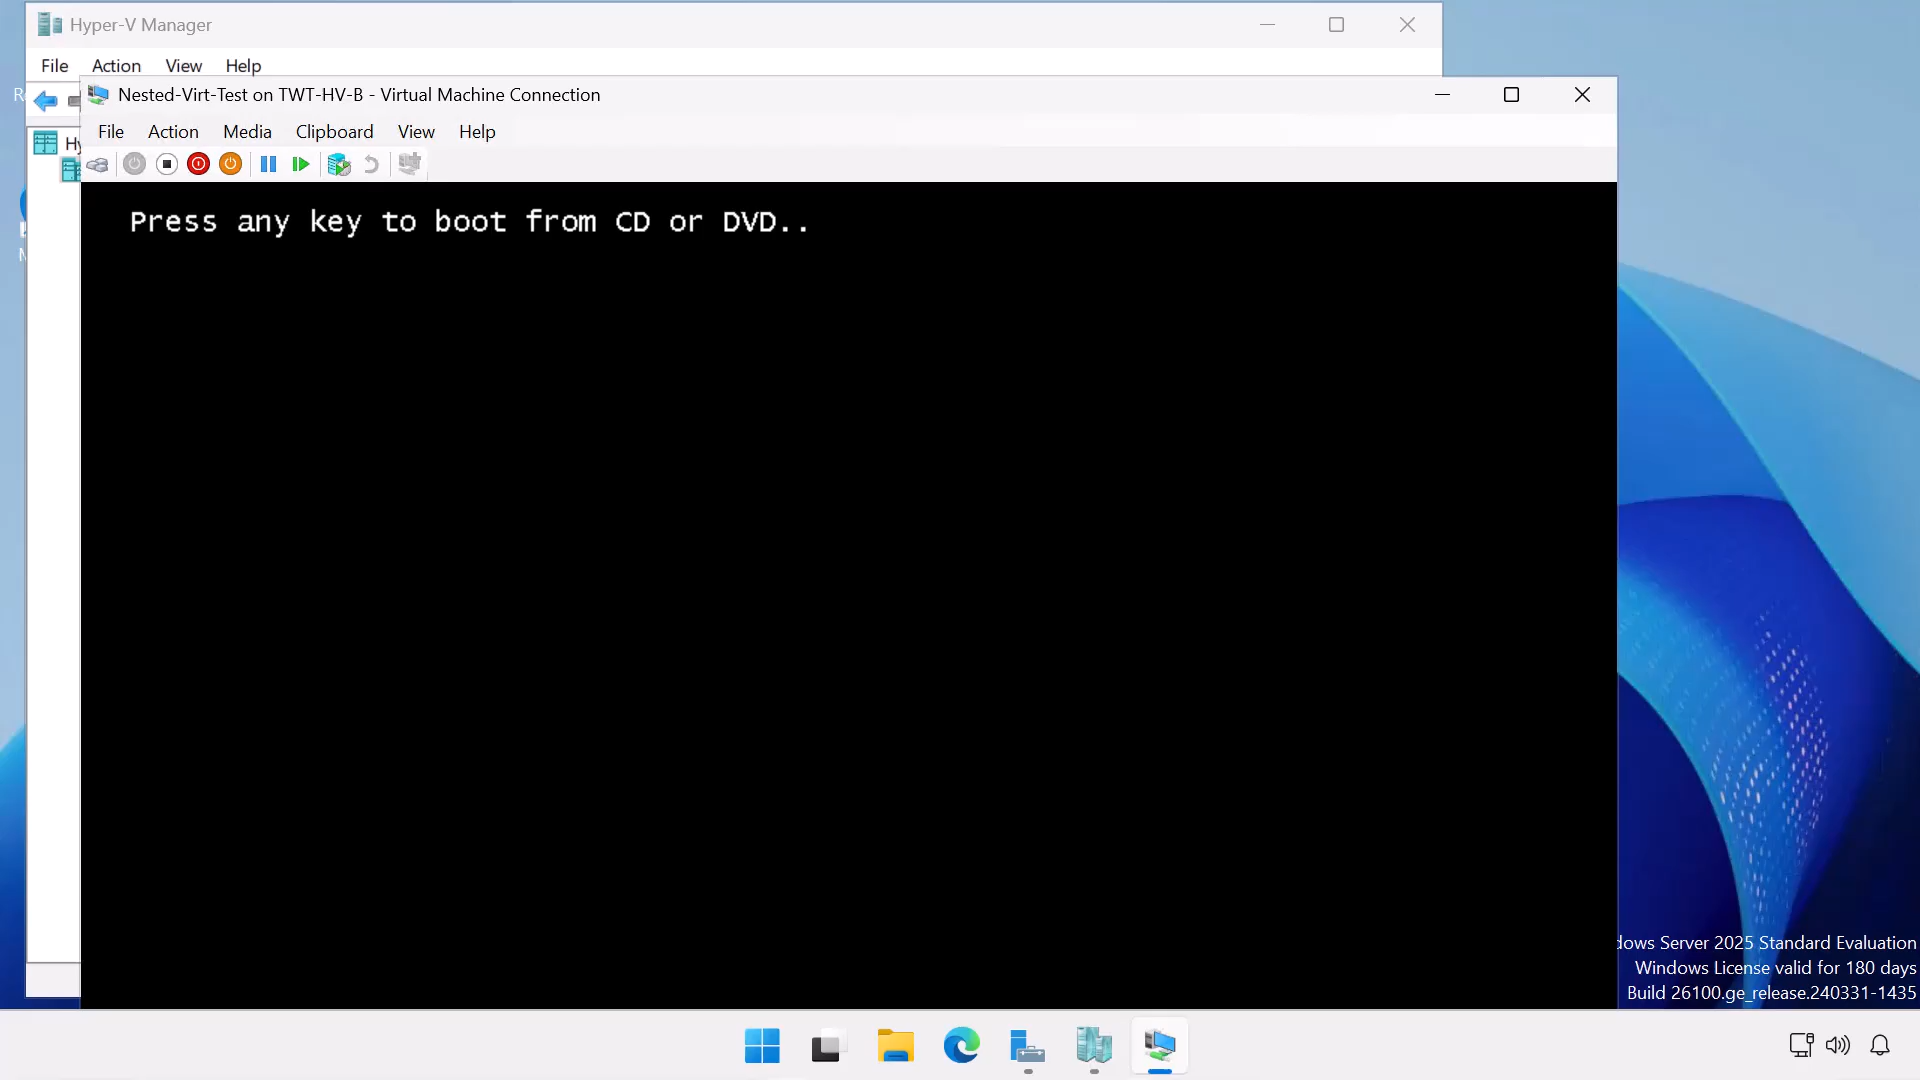 Hyper-V Manager
File Action View Help
Nested-Virt-Test on TWT-HV-B - Virtual Machine Connection
File Action Media Clipboard View Help
Hy
Press any key to boot from CD or DVD..
dows Server 2025 Standard Evaluation
Windows License valid for 180 days
Build 26100.ge_release.240331-1435